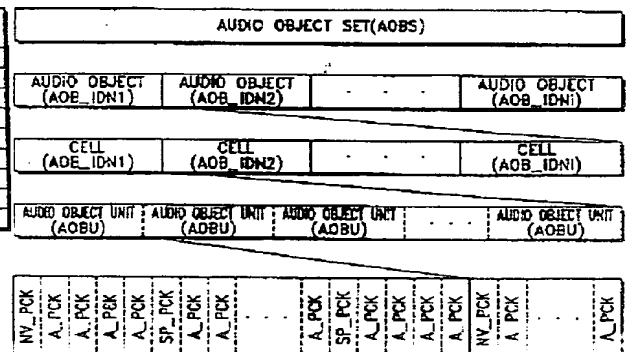 AUDIO OBJECT SET(AOBS)
AUDIO OBJECT (AOB_IDN1) AUDIO OBJECT (AOB_IDN2) . . . AUDIO OBJECT (AOB_IDNi)
CELL (AOE_IDN1) CELL (AOB_IDN2) . . . CELL (AOB_IDNI)
AUDIO OBJECT UNIT (AOBU) AUDIO OBJECT UNIT (AOBU) AUDIO OBJECT UNIT (AOBU) . . . AUDIO OBJECT UNIT (AOBU)
NV_PCK A_PCK A_PCK A_PCK A_PCK SP_PCK A_PCK A_PCK . . . A_PCK SP_PCK A_PCK A_PCK A_PCK A_PCK NV_PCK A_PCK . . . A_PCK